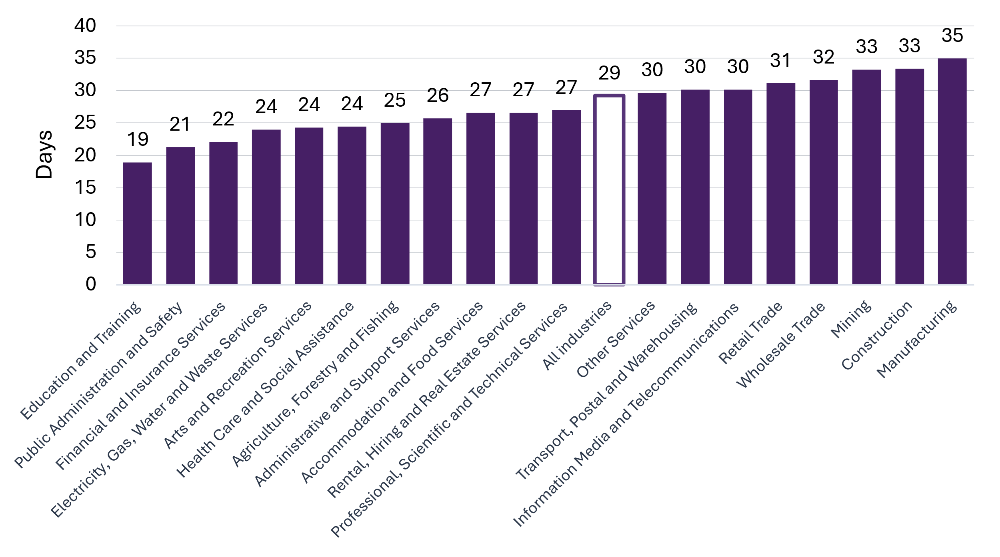 40
35
30
25
20
15
10
5
0
Days
19
21
22
24
24
24
25
26
27
27
27
29
30
30
30
31
32
33
33
35
Education and Training
Public Administration and Safety
Financial and Insurance Services
Electricity, Gas, Water and Waste Services
Arts and Recreation Services
Health Care and Social Assistance
Agriculture, Forestry and Fishing
Administrative and Support Services
Accommodation and Food Services
Rental, Hiring and Real Estate Services
Professional, Scientific and Technical Services
All industries
Other Services
Transport, Postal and Warehousing
Information Media and Telecommunications
Retail Trade
Wholesale Trade
Mining
Construction
Manufacturing